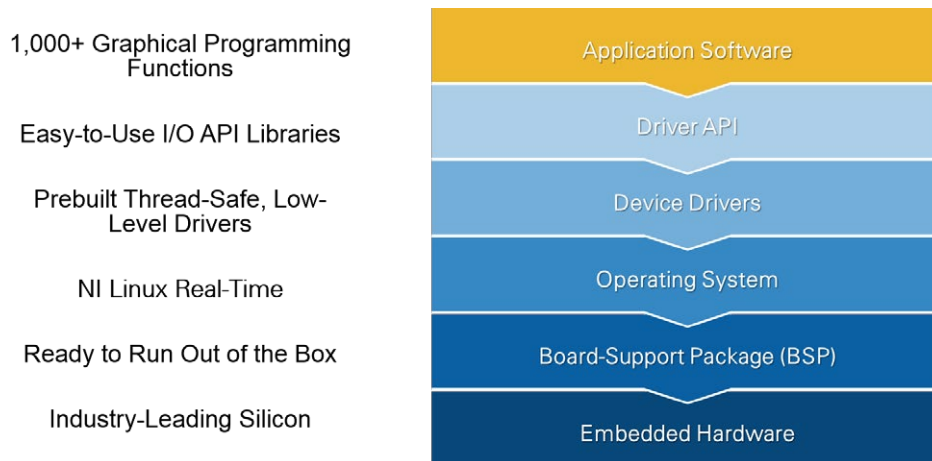 1,000+ Graphical Programming
Functions
Application Software
Easy-to-Use I/O API Libraries
Driver API
Prebuilt Thread-Safe, Low-
Level Drivers
Device Drivers
NI Linux Real-Time
Operating System
Ready to Run Out of the Box
Board-Support Package (BSP)
Industry-Leading Silicon
Embedded Hardware